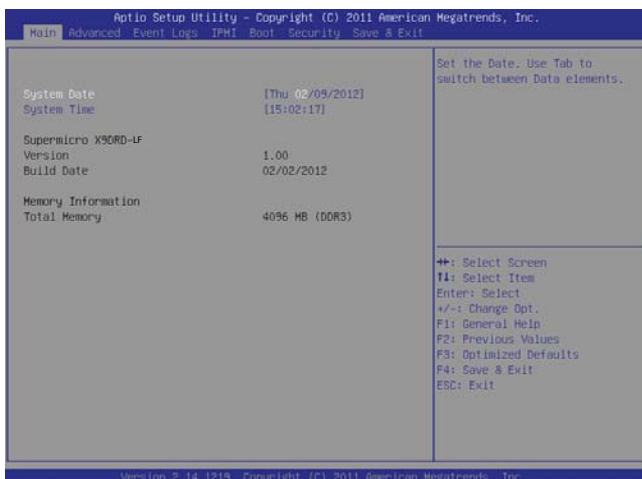 Aptio Setup Utility – Copyright (C) 2011 American Megatrends, Inc.
Main Advanced Event Logs IPMI Boot Security Save & Exit
System Date [Thu 02/09/2012]
System Time [15:02:17]
Supermicro X9DRD-LF
Version 1.00
Build Date 02/02/2012
Memory Information
Total Memory 4096 MB (DDR3)
Set the Date. Use Tab to
switch between Data elements.
→←: Select Screen
↑↓: Select Item
Enter: Select
+/-: Change Opt.
F1: General Help
F2: Previous Values
F3: Optimized Defaults
F4: Save & Exit
ESC: Exit
Version 2.14.1219. Copyright (C) 2011 American Megatrends, Inc.